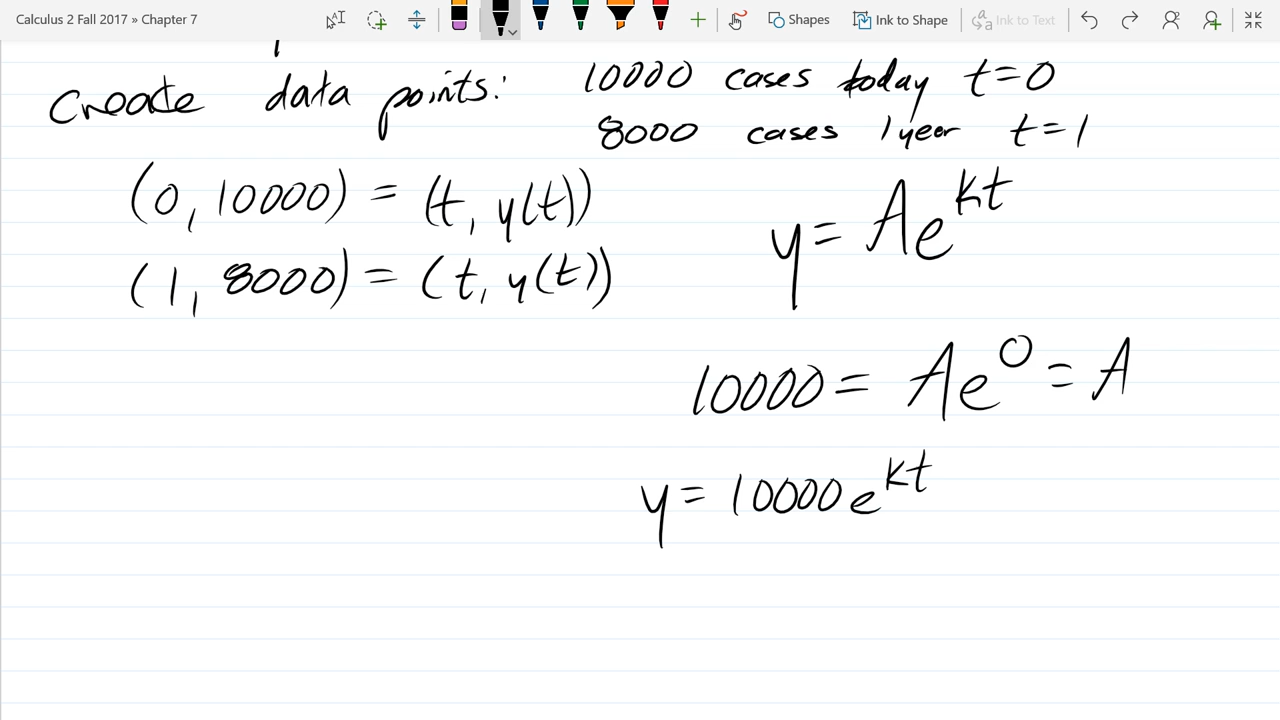 Calculus 2 Fall 2017 » Chapter 7
Shapes
Ink to Shape
Ink to Text
Create data points:
10000 cases today t=0
8000 cases 1 year t=1
(0, 10000) = (t, y(t))
(1, 8000) = (t, y(t))
y = Ae^{kt}
10000 = Ae^0 = A
y = 10000e^{kt}